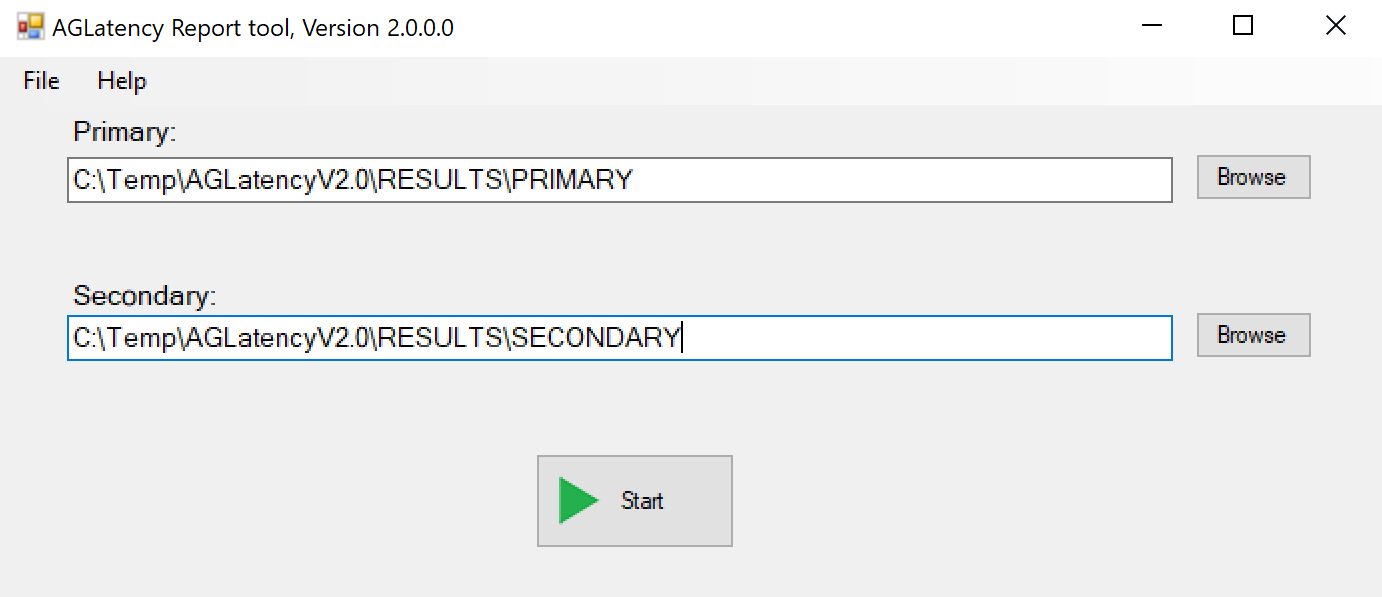 AGLatency Report tool, Version 2.0.0.0
File Help
Primary:
C:\Temp\AGLatencyV2.0\RESULTS\PRIMARY
Browse
Secondary:
C:\Temp\AGLatencyV2.0\RESULTS\SECONDARY
Browse
Start